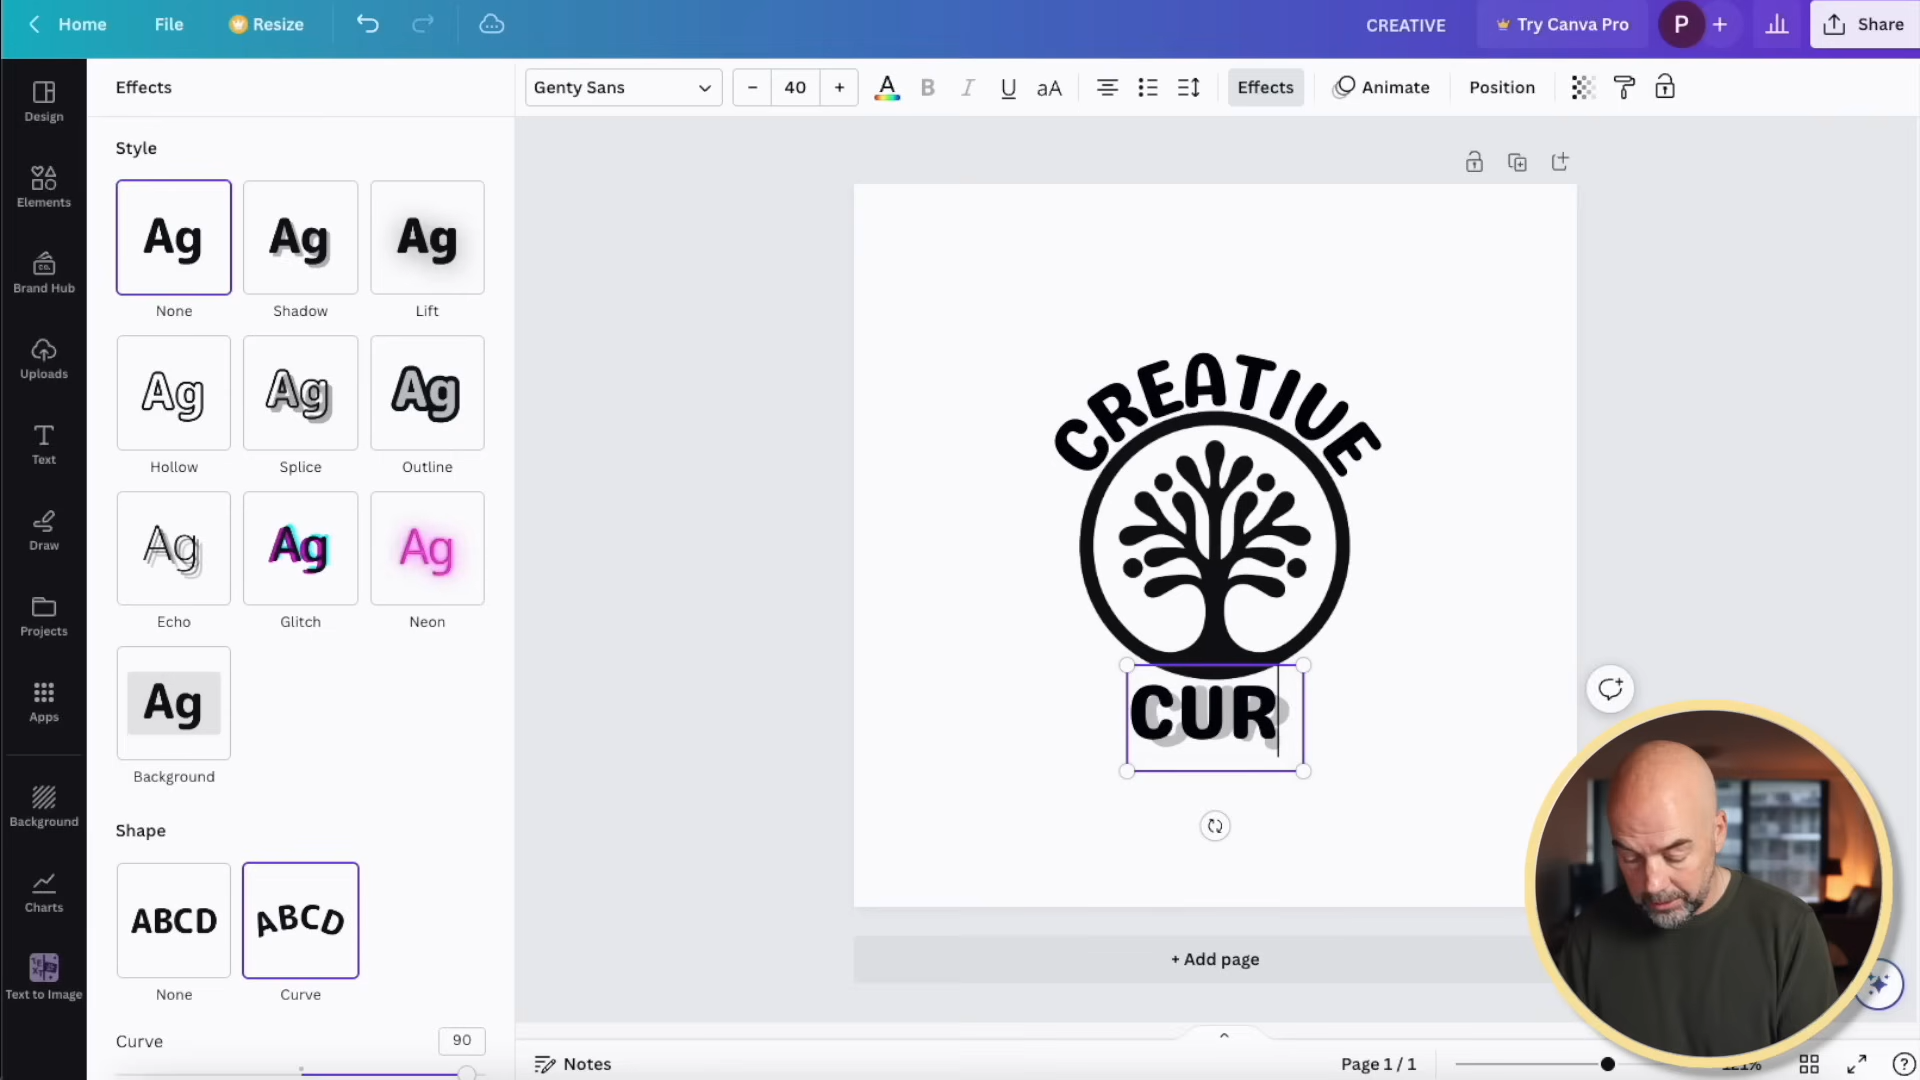 Home
File
Resize
CREATIVE
Try Canva Pro
P
+
Share
Effects
Genty Sans
− 40 +
A B I U aA
Effects
Animate
Position
Design
Elements
Brand Hub
Uploads
Text
Draw
Projects
Apps
Background
Charts
Text to Image
Style
Ag Ag Ag
None Shadow Lift
Ag Ag Ag
Hollow Splice Outline
Ag Ag Ag
Echo Glitch Neon
Ag
Background
Shape
ABCD ABCD
None Curve
Curve 90
CREATIVE
CUR
+ Add page
Notes
Page 1 / 1
121%
?